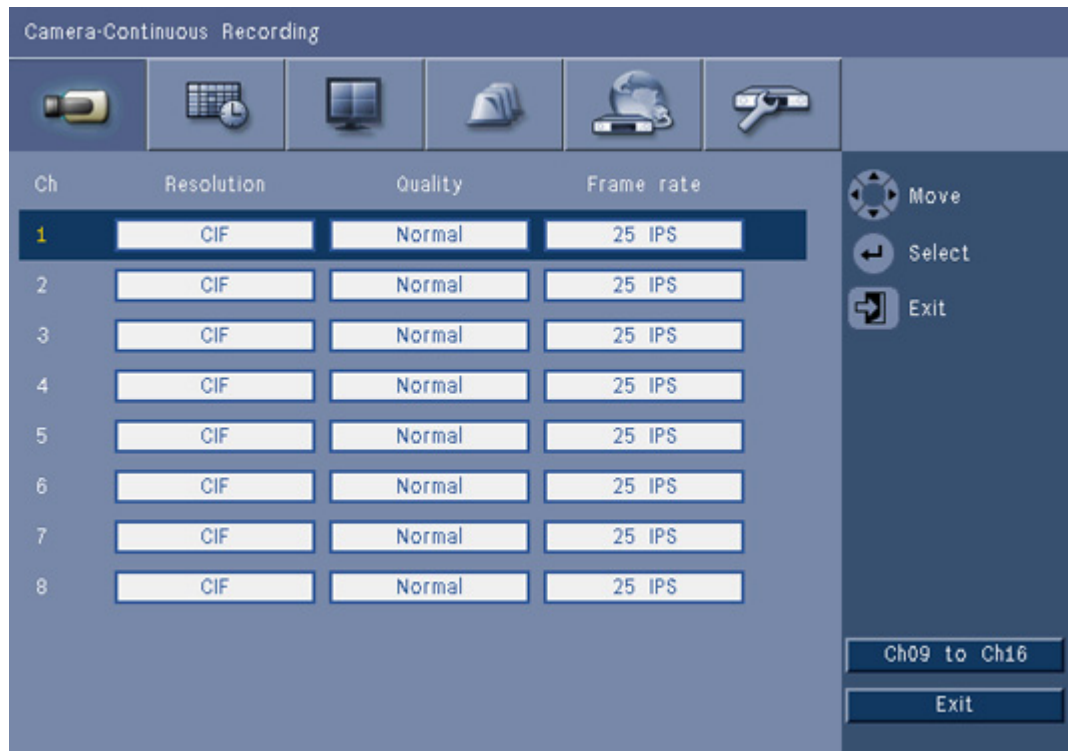 Camera-Continuous Recording
Ch Resolution Quality Frame rate
1 CIF Normal 25 IPS
2 CIF Normal 25 IPS
3 CIF Normal 25 IPS
4 CIF Normal 25 IPS
5 CIF Normal 25 IPS
6 CIF Normal 25 IPS
7 CIF Normal 25 IPS
8 CIF Normal 25 IPS
Move
Select
Exit
Ch09 to Ch16
Exit